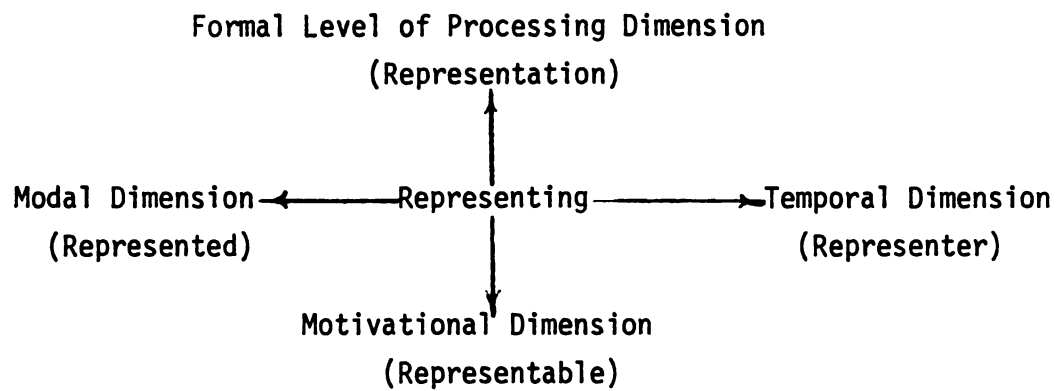 Formal Level of Processing Dimension
(Representation)
Modal Dimension Representing Temporal Dimension
(Represented) (Representer)
Motivational Dimension
(Representable)